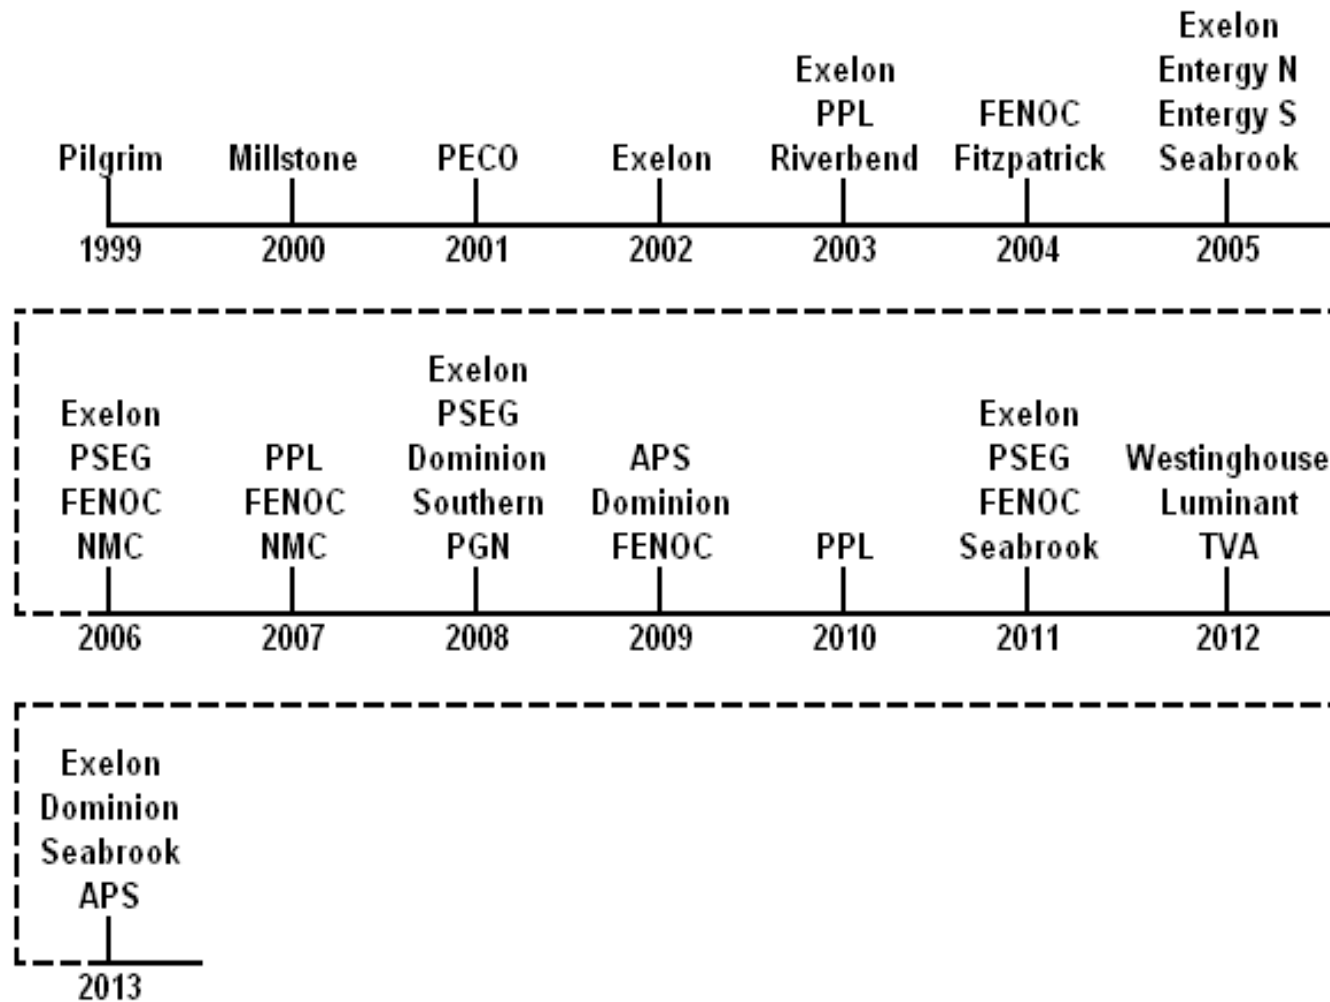 Exelon
Entergy N
Entergy S
Seabrook
Exelon
PPL
Riverbend
FENOC
Fitzpatrick
Pilgrim
Millstone
PECO
Exelon
1999
2000
2001
2002
2003
2004
2005
Exelon
PSEG
FENOC
NMC
PPL
FENOC
NMC
Exelon
PSEG
Dominion
Southern
PGN
APS
Dominion
FENOC
PPL
Exelon
PSEG
FENOC
Seabrook
Westinghouse
Luminant
TVA
2006
2007
2008
2009
2010
2011
2012
Exelon
Dominion
Seabrook
APS
2013